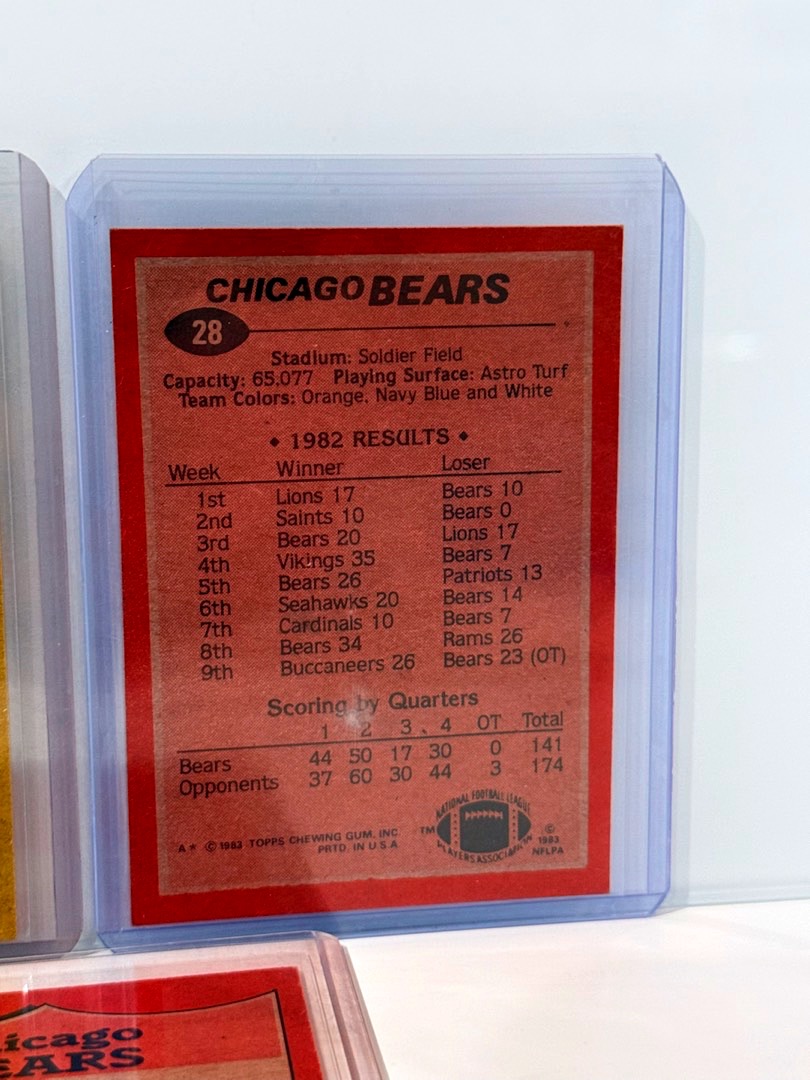 CHICAGO BEARS
28
Stadium: Soldier Field
Capacity: 65,077 Playing Surface: Astro Turf
Team Colors: Orange, Navy Blue and White
• 1982 RESULTS •
Week Winner Loser
1st Lions 17 Bears 10
2nd Saints 10 Bears 0
3rd Bears 20 Lions 17
4th Vikings 35 Bears 7
5th Bears 26 Patriots 13
6th Seahawks 20 Bears 14
7th Cardinals 10 Bears 7
8th Bears 34 Rams 26
9th Buccaneers 26 Bears 23 (OT)
Scoring by Quarters
1 2 3 4 OT Total
Bears 44 50 17 30 0 141
Opponents 37 60 30 44 3 174
NATIONAL FOOTBALL LEAGUE
PLAYERS ASSOCIATION
TM
© 1983 NFLPA
A* © 1983 TOPPS CHEWING GUM, INC
PRTD. IN U S A
icago
EARS